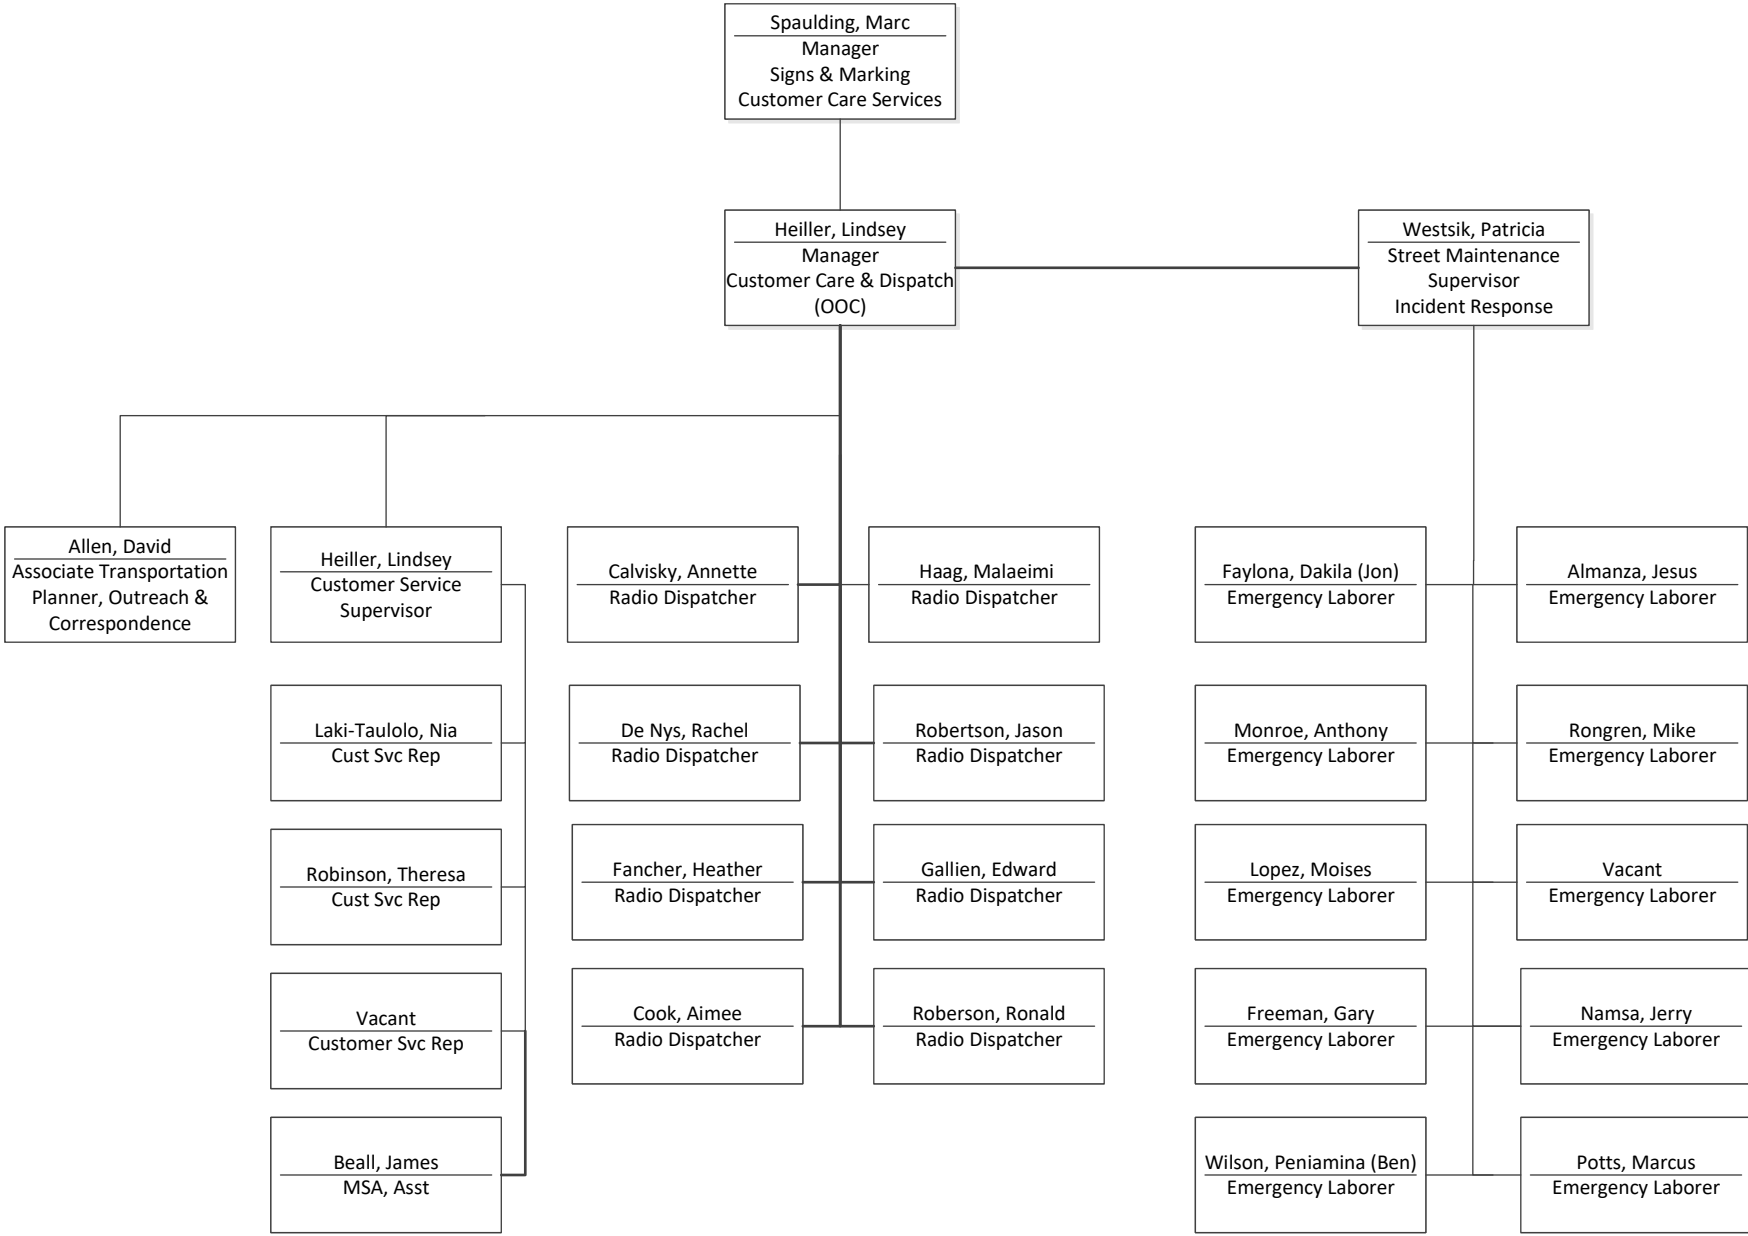 Spaulding, Marc
Manager
Signs & Marking
Customer Care Services
Heiller, Lindsey
Manager
Customer Care & Dispatch
(OOC)
Westsik, Patricia
Street Maintenance
Supervisor
Incident Response
Allen, David
Associate Transportation
Planner, Outreach &
Correspondence
Heiller, Lindsey
Customer Service
Supervisor
Calvisky, Annette
Radio Dispatcher
Haag, Malaeimi
Radio Dispatcher
Faylona, Dakila (Jon)
Emergency Laborer
Almanza, Jesus
Emergency Laborer
Laki-Taulolo, Nia
Cust Svc Rep
De Nys, Rachel
Radio Dispatcher
Robertson, Jason
Radio Dispatcher
Monroe, Anthony
Emergency Laborer
Rongren, Mike
Emergency Laborer
Robinson, Theresa
Cust Svc Rep
Fancher, Heather
Radio Dispatcher
Gallien, Edward
Radio Dispatcher
Lopez, Moises
Emergency Laborer
Vacant
Emergency Laborer
Vacant
Customer Svc Rep
Cook, Aimee
Radio Dispatcher
Roberson, Ronald
Radio Dispatcher
Freeman, Gary
Emergency Laborer
Namsa, Jerry
Emergency Laborer
Beall, James
MSA, Asst
Wilson, Peniamina (Ben)
Emergency Laborer
Potts, Marcus
Emergency Laborer